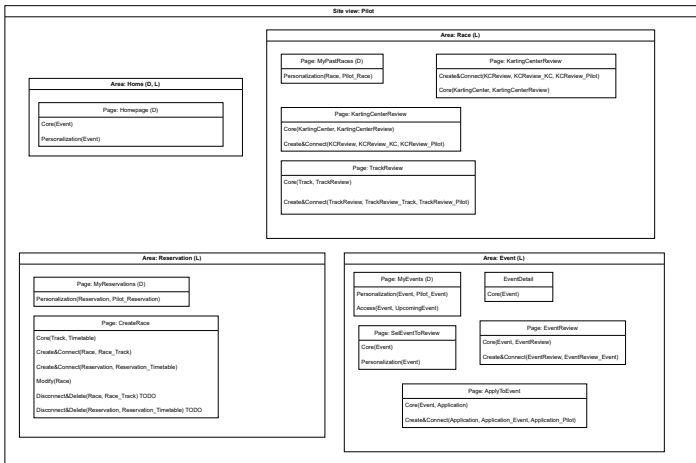 Site view: Pilot
Area: Home (D, L)
Page: Homepage (D)
Core(Event)
Personalization(Event)
Area: Race (L)
Page: MyPastRaces (D)
Personalization(Race, Pilot_Race)
Page: KartingCenterReview
Create&Connect(KCReview, KCReview_KC, KCReview_Pilot)
Core(KartingCenter, KartingCenterReview)
Page: KartingCenterReview
Core(KartingCenter, KartingCenterReview)
Create&Connect(KCReview, KCReview_KC, KCReview_Pilot)
Page: TrackReview
Core(Track, TrackReview)
Create&Connect(TrackReview, TrackReview_Track, TrackReview_Pilot)
Area: Reservation (L)
Page: MyReservations (D)
Personalization(Reservation, Pilot_Reservation)
Page: CreateRace
Core(Track, Timetable)
Create&Connect(Race, Race_Track)
Create&Connect(Reservation, Reservation_Timetable)
Modify(Race)
Disconnect&Delete(Race, Race_Track) TODO
Disconnect&Delete(Reservation, Reservation_Timetable) TODO
Area: Event (L)
Page: MyEvents (D)
Personalization(Event, Pilot_Event)
Access(Event, UpcomingEvent)
EventDetail
Core(Event)
Page: SelEventToReview
Core(Event)
Personalization(Event)
Page: EventReview
Core(Event, EventReview)
Create&Connect(EventReview, EventReview_Event)
Page: ApplyToEvent
Core(Event, Application)
Create&Connect(Application, Application_Event, Application_Pilot)